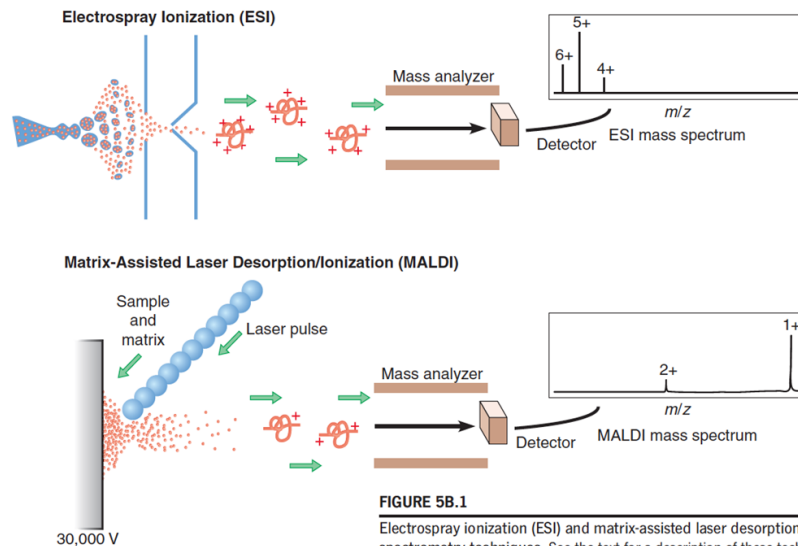 Electrospray Ionization (ESI)
Mass analyzer
Detector
6+
5+
4+
m/z
ESI mass spectrum
Matrix-Assisted Laser Desorption/Ionization (MALDI)
Sample
and
matrix
Laser pulse
30,000 V
Mass analyzer
Detector
2+
1+
m/z
MALDI mass spectrum
FIGURE 5B.1
Electrospray ionization (ESI) and matrix-assisted laser desorption